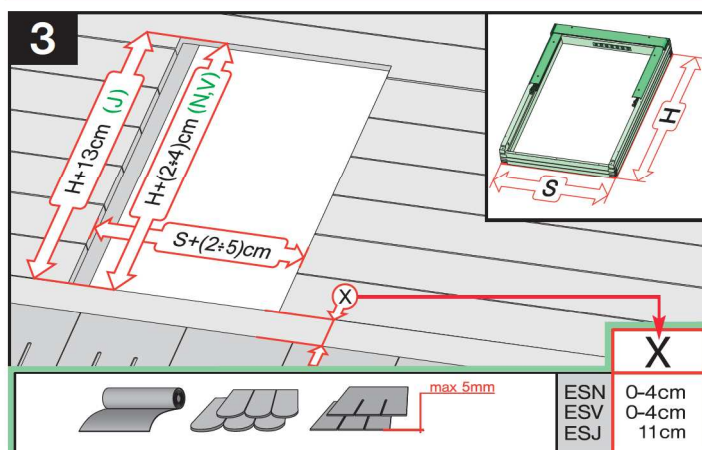 3
H+13cm (J)
H+(2÷4)cm (N,V)
S+(2÷5)cm
H
S
X
X
max 5mm
ESN 0-4cm
ESV 0-4cm
ESJ 11cm